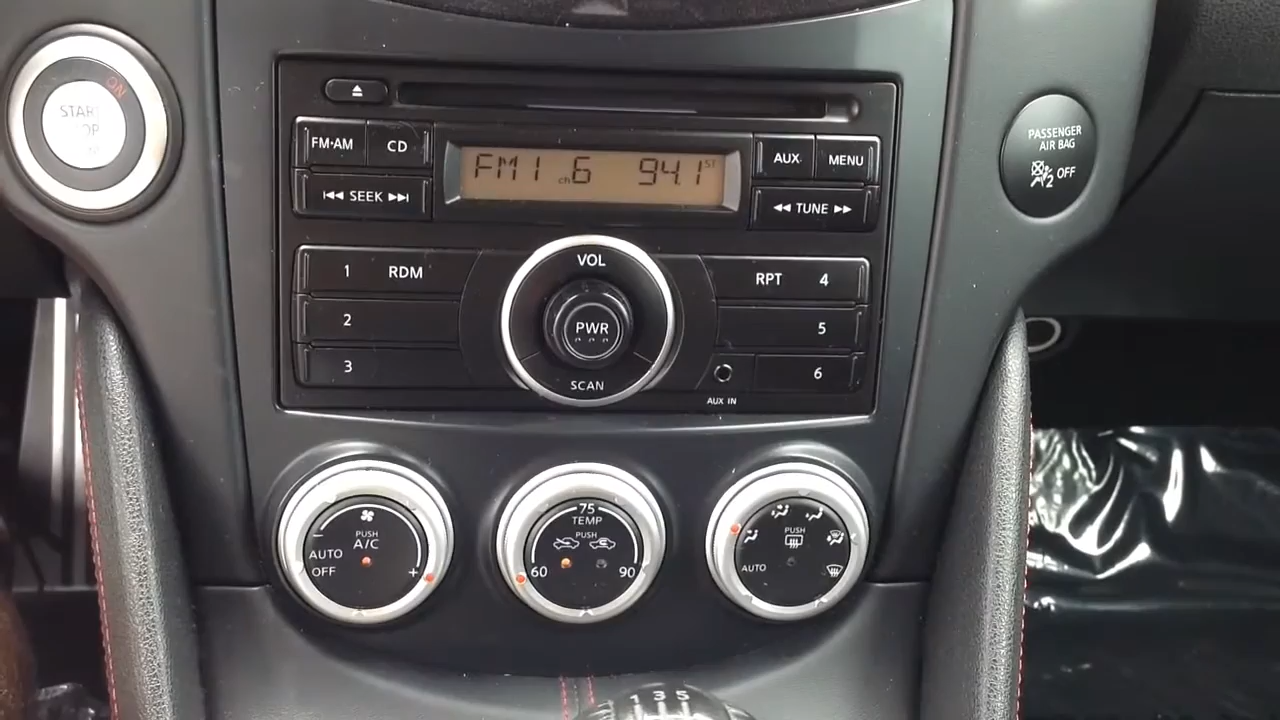 START
ON
FM·AM
CD
SEEK
FM1 ch6 94.1 ST
AUX
MENU
TUNE
PASSENGER
AIR BAG
2 OFF
1 RDM
2
3
VOL
PWR
SCAN
RPT 4
5
6
AUX IN
PUSH
A/C
AUTO
OFF
- +
75
TEMP
PUSH
60 90
PUSH
AUTO
1 3 5